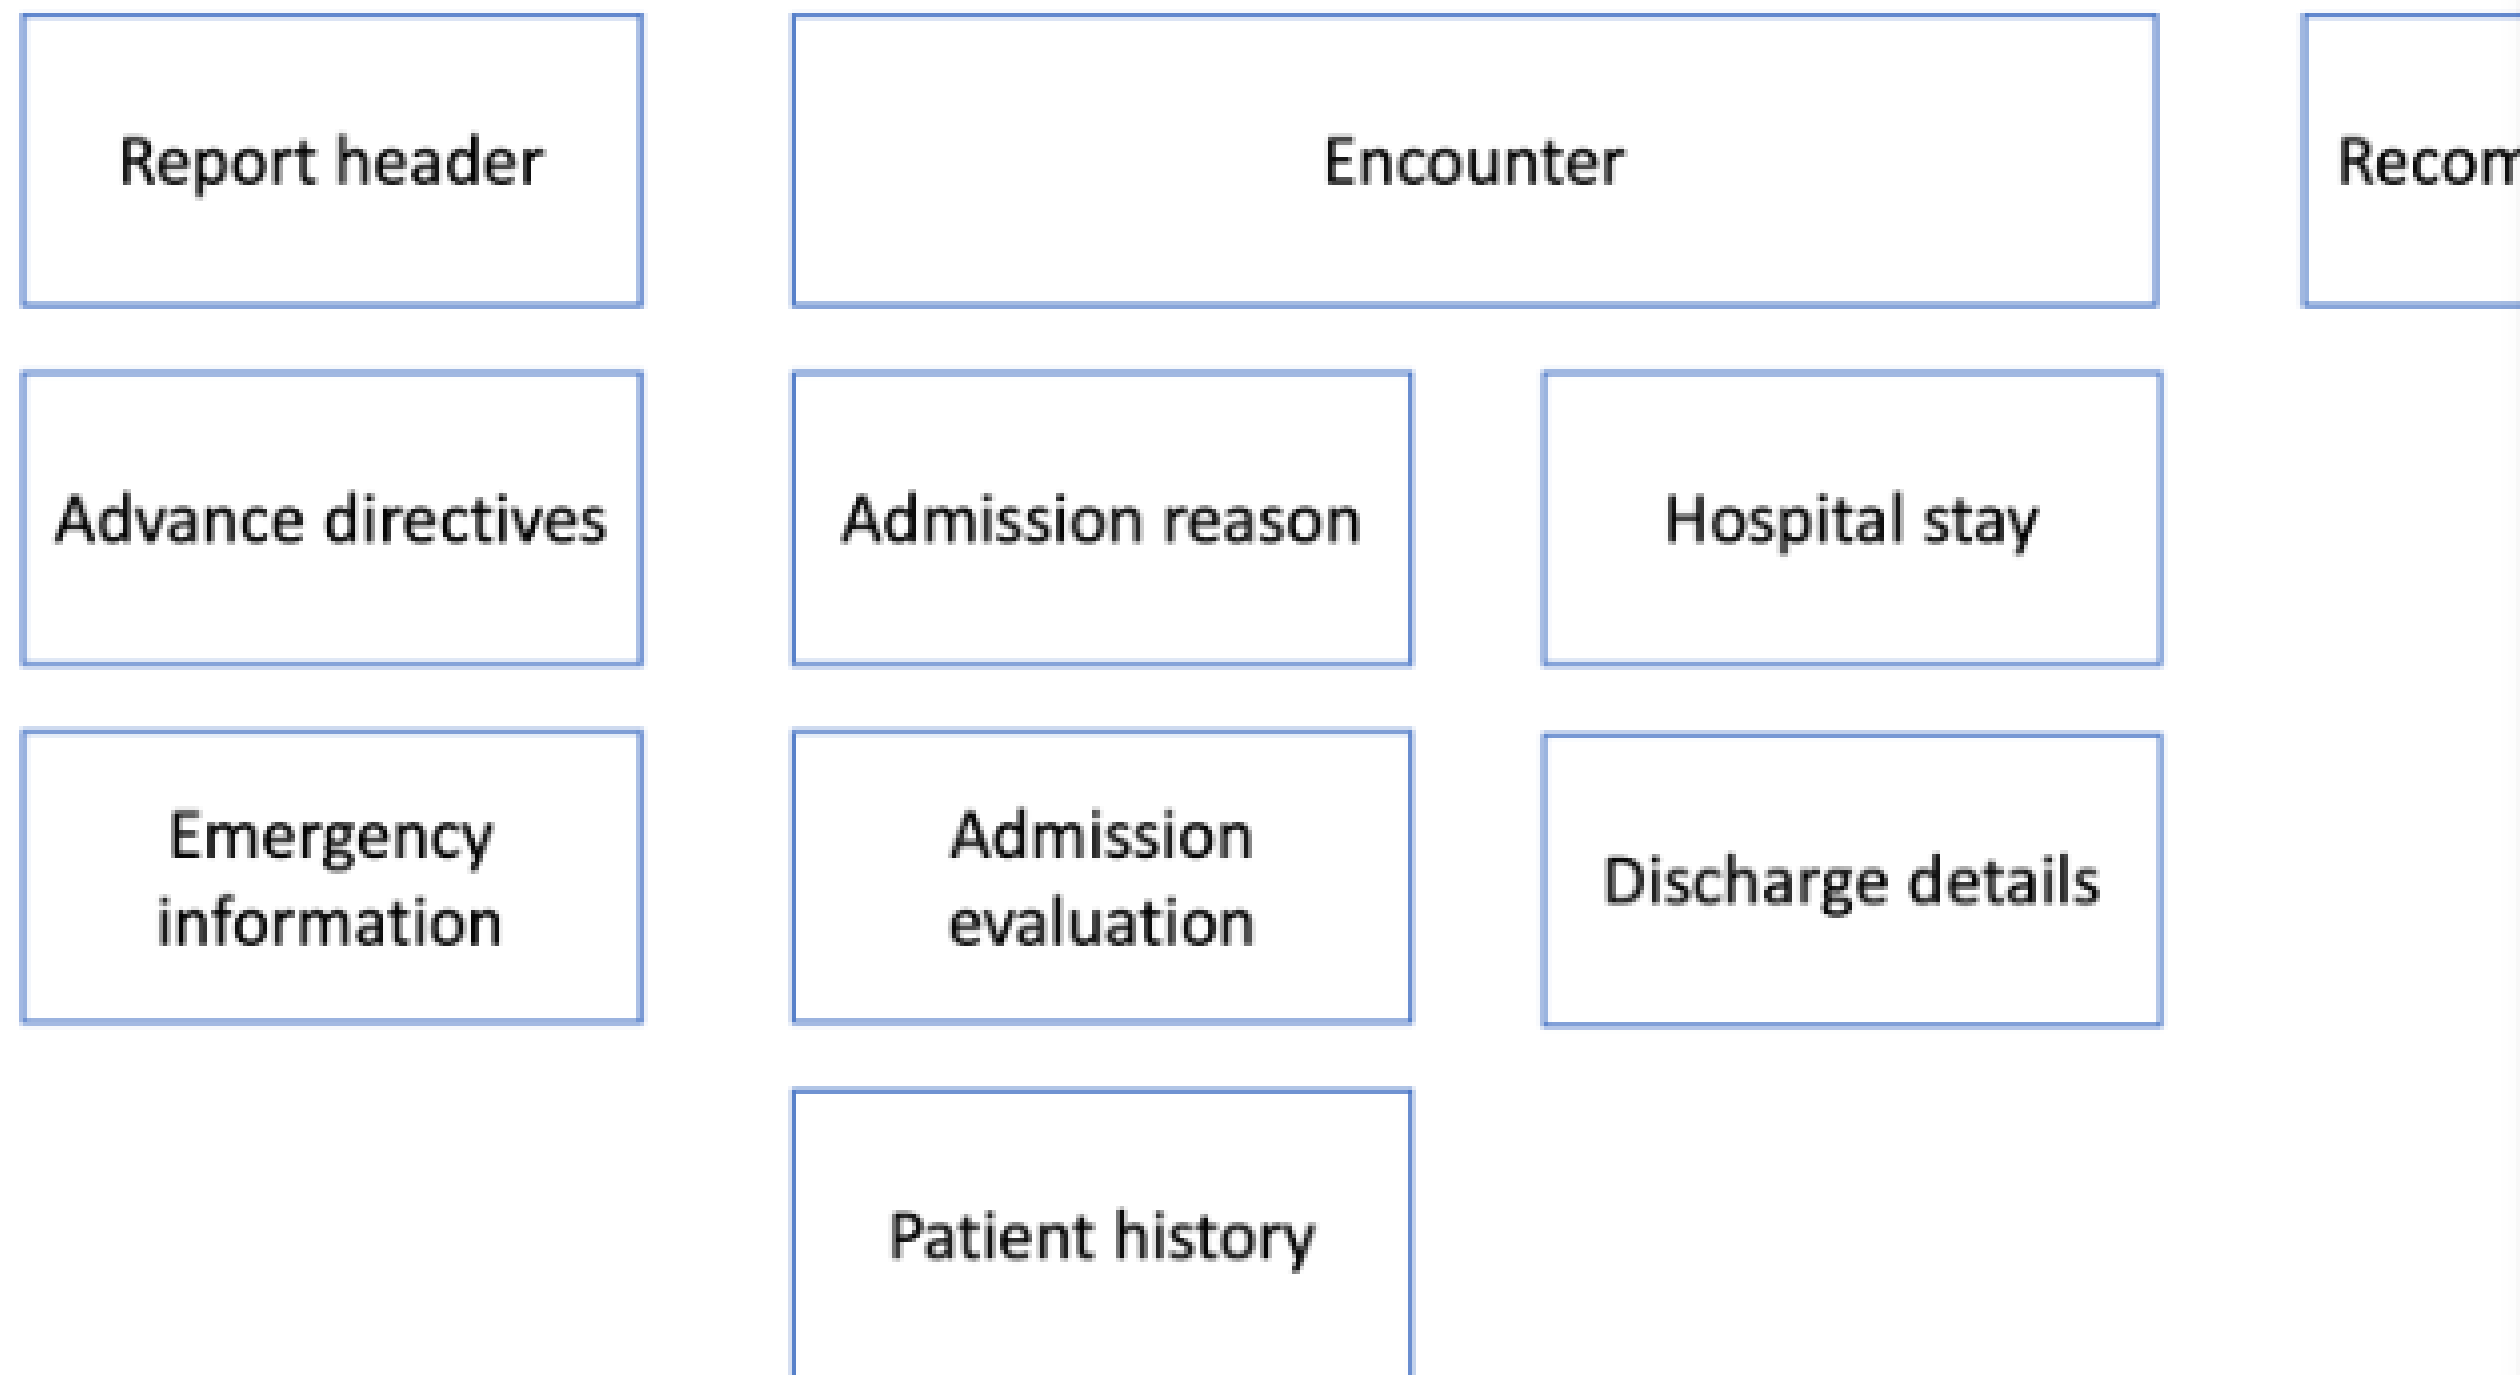 Report header
Encounter
Advance directives
Admission reason
Hospital stay
Emergency
information
Admission
evaluation
Discharge details
Patient history